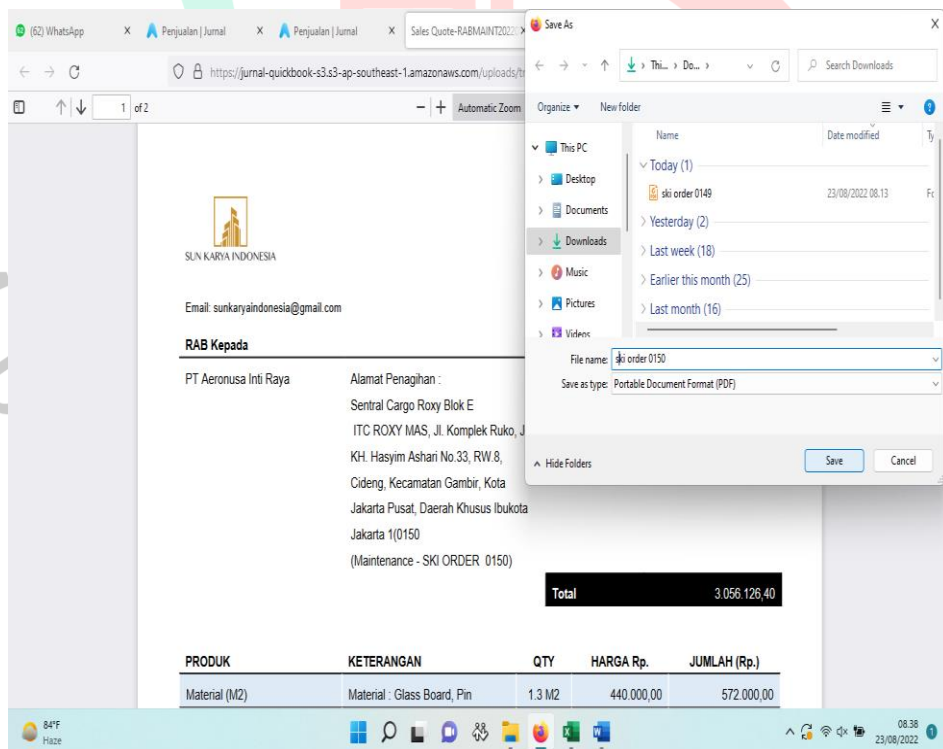 (62) WhatsApp X Penjualan | Jurnal X Penjualan | Jurnal X Sales Quote-RABMAINT2022 X
https://jurnal-quickbook-s3.s3-ap-southeast-1.amazonaws.com/uploads/tr
1 of 2 Automatic Zoom
Save As X
Thi... > Do... > Search Downloads
Organize New folder
Name Date modified Ty
This PC
Desktop
Documents
Downloads
Music
Pictures
Videos
Today (1)
ski order 0149 23/08/2022 08.13
Yesterday (2)
Last week (18)
Earlier this month (25)
Last month (16)
File name: ski order 0150
Save as type: Portable Document Format (PDF)
Hide Folders Save Cancel
SUN KARYA INDONESIA
Email: sunkaryaindonesia@gmail.com
RAB Kepada
PT Aeronusa Inti Raya Alamat Penagihan :
Sentral Cargo Roxy Blok E
ITC ROXY MAS, Jl. Komplek Ruko, J
KH. Hasyim Ashari No.33, RW.8,
Cideng, Kecamatan Gambir, Kota
Jakarta Pusat, Daerah Khusus Ibukota
Jakarta 1(0150
(Maintenance - SKI ORDER 0150)
Total 3.056.126,40
PRODUK KETERANGAN QTY HARGA Rp. JUMLAH (Rp.)
Material (M2) Material : Glass Board, Pin 1.3 M2 440.000,00 572.000,00
84°F
Haze
08.38
23/08/2022